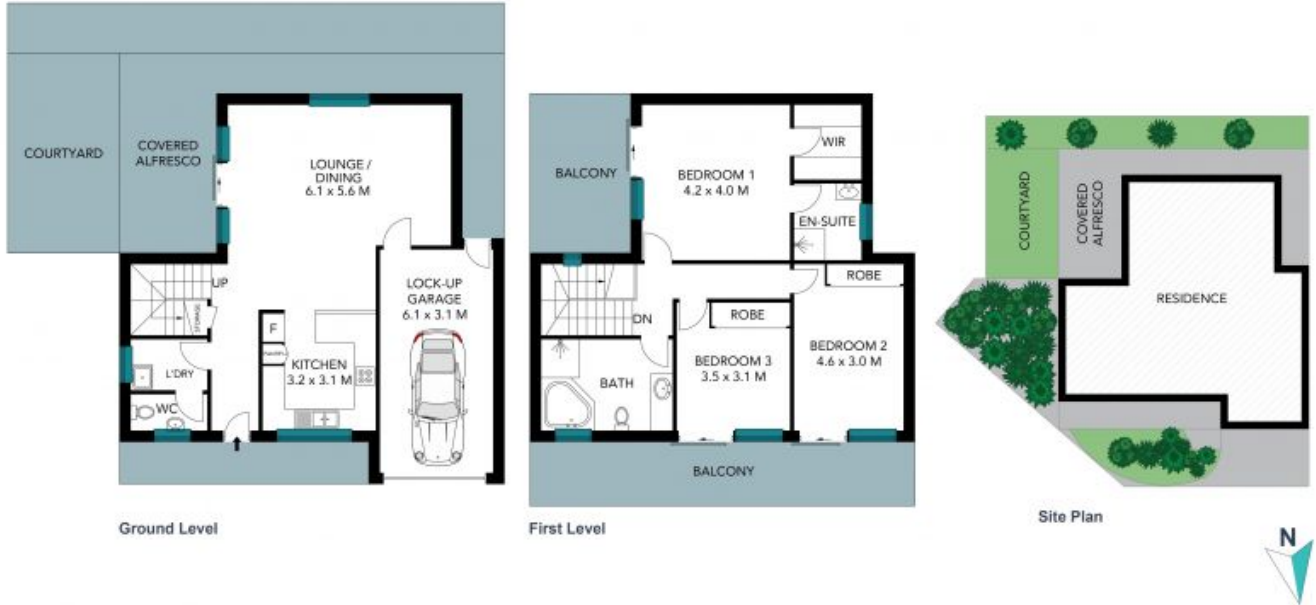 COURTYARD
COVERED
ALFRESCO
LOUNGE /
DINING
6.1 x 5.6 M
UP
STORAGE
LOCK-UP
GARAGE
6.1 x 3.1 M
F
PANTRY
KITCHEN
3.2 x 3.1 M
L'DRY
WC
Ground Level
BALCONY
BEDROOM 1
4.2 x 4.0 M
WIR
EN-SUITE
ROBE
DN
ROBE
BEDROOM 2
4.6 x 3.0 M
BEDROOM 3
3.5 x 3.1 M
BATH
BALCONY
First Level
COURTYARD
COVERED
ALFRESCO
RESIDENCE
Site Plan
N